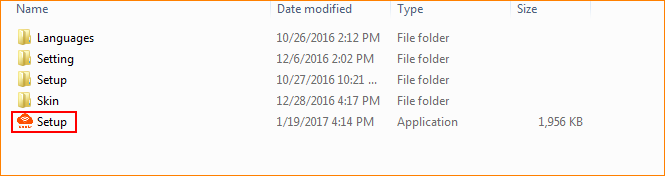 Name Date modified Type Size
Languages 10/26/2016 2:12 PM File folder
Setting 12/6/2016 2:02 PM File folder
Setup 10/27/2016 10:21 ... File folder
Skin 12/28/2016 4:17 PM File folder
Setup 1/19/2017 4:14 PM Application 1,956 KB